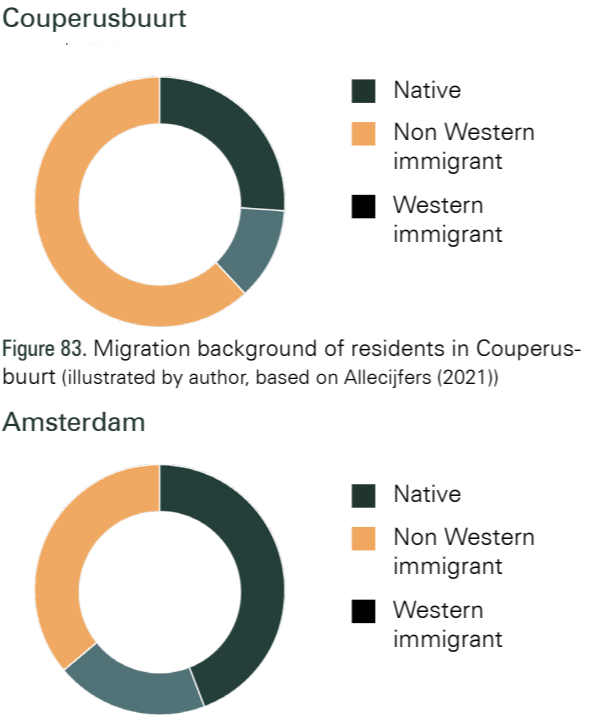 Couperusbuurt
Native
Non Western
immigrant
Western
immigrant
Figure 83. Migration background of residents in Couperus-
buurt (illustrated by author, based on Allecijfers (2021))
Amsterdam
Native
Non Western
immigrant
Western
immigrant